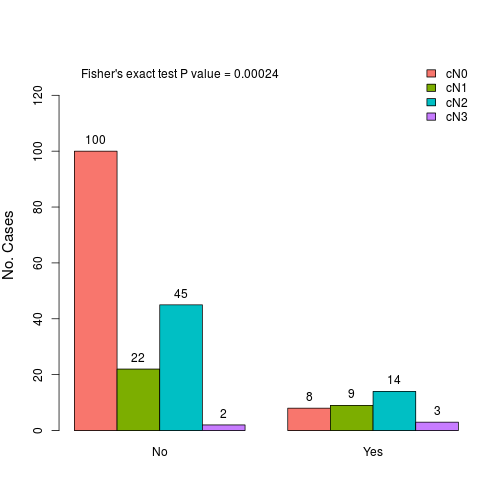 Fisher's exact test P value = 0.00024
cN0
cN1
cN2
cN3
No. Cases
120
100
80
60
40
20
0
100
22
45
2
8
9
14
3
No
Yes